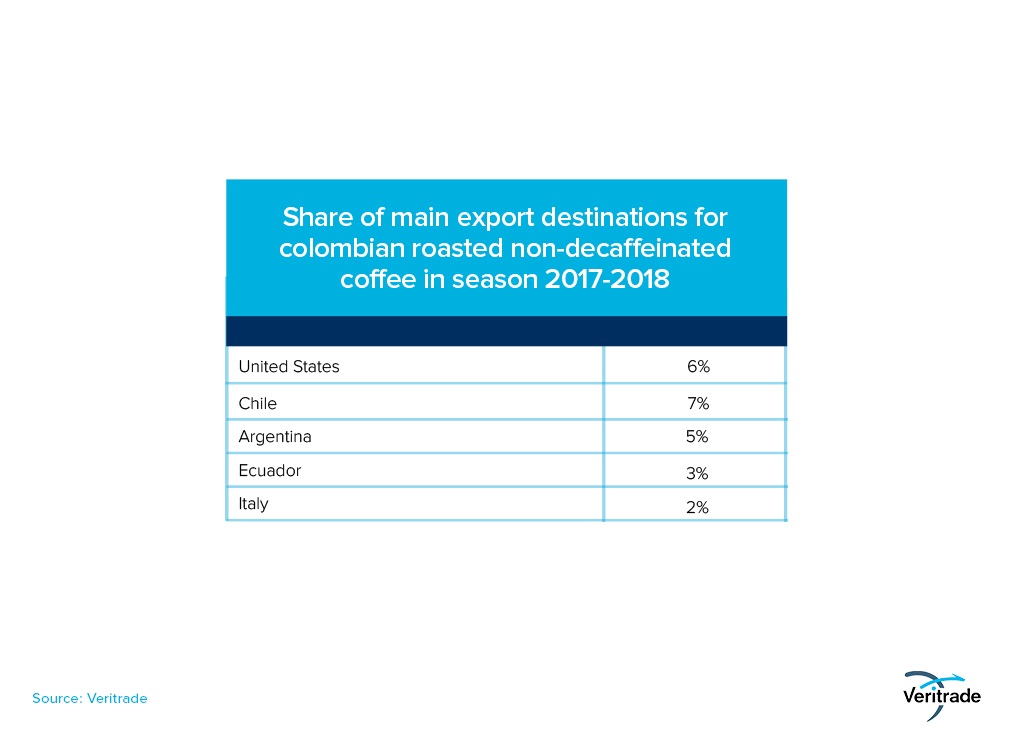 Share of main export destinations for
colombian roasted non-decaffeinated
coffee in season 2017-2018
United States 6%
Chile 7%
Argentina 5%
Ecuador 3%
Italy 2%
Source: Veritrade
Veritrade